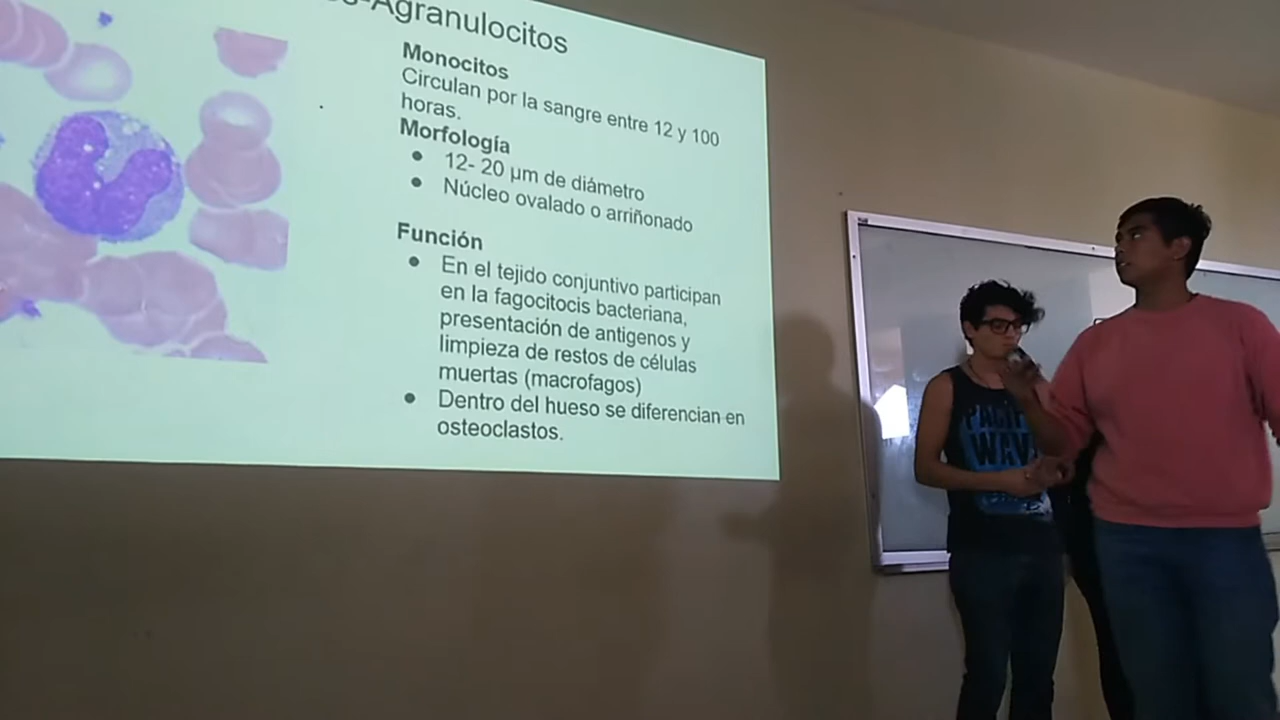 -Agranulocitos
Monocitos
Circulan por la sangre entre 12 y 100
horas.
Morfología
● 12- 20 μm de diámetro
● Núcleo ovalado o arriñonado
Función
● En el tejido conjuntivo participan
en la fagocitocis bacteriana,
presentación de antigenos y
limpieza de restos de células
muertas (macrofagos)
● Dentro del hueso se diferencian en
osteoclastos.
WAV